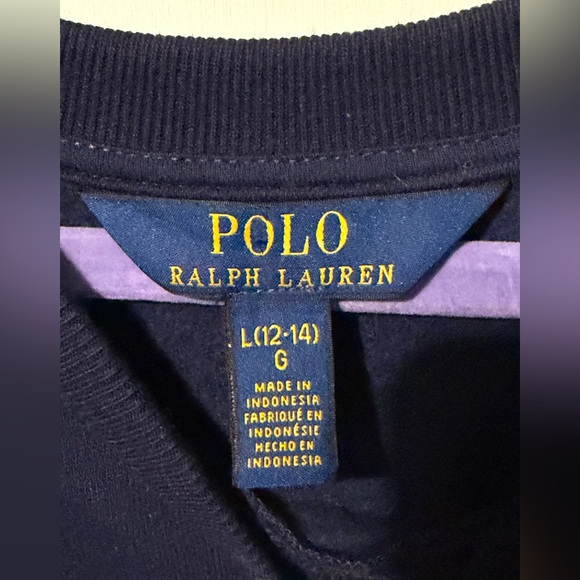 POLO
RALPH LAUREN
L(12-14)
G
MADE IN
INDONESIA
FABRIQUÉ EN
INDONÉSIE
HECHO EN
INDONESIA